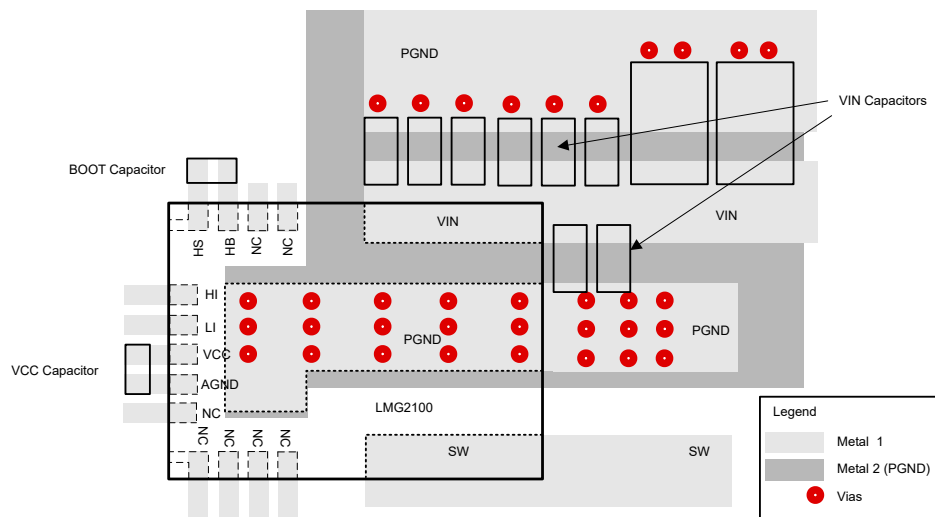 PGND
VIN Capacitors
BOOT Capacitor
VIN
VIN
HS
HB
NC
NC
HI
LI
VCC
AGND
NC
VCC Capacitor
PGND
PGND
LMG2100
NC
NC
NC
NC
SW
SW
Legend
Metal 1
Metal 2 (PGND)
Vias